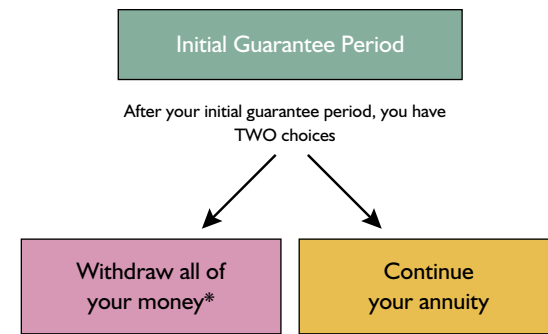 Initial Guarantee Period
After your initial guarantee period, you have
TWO choices
Withdraw all of
your money*
Continue
your annuity